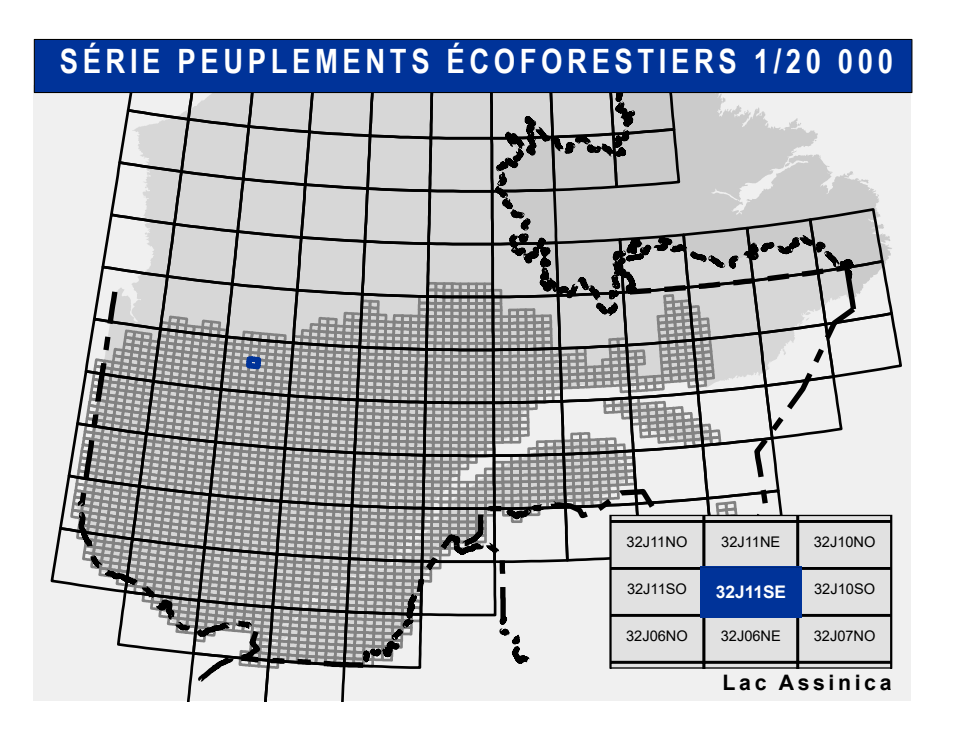 SÉRIE PEUPLEMENTS ÉCOFORESTIERS 1/20 000
32J11NO 32J11NE 32J10NO
32J11SO 32J11SE 32J10SO
32J06NO 32J06NE 32J07NO
Lac Assinica